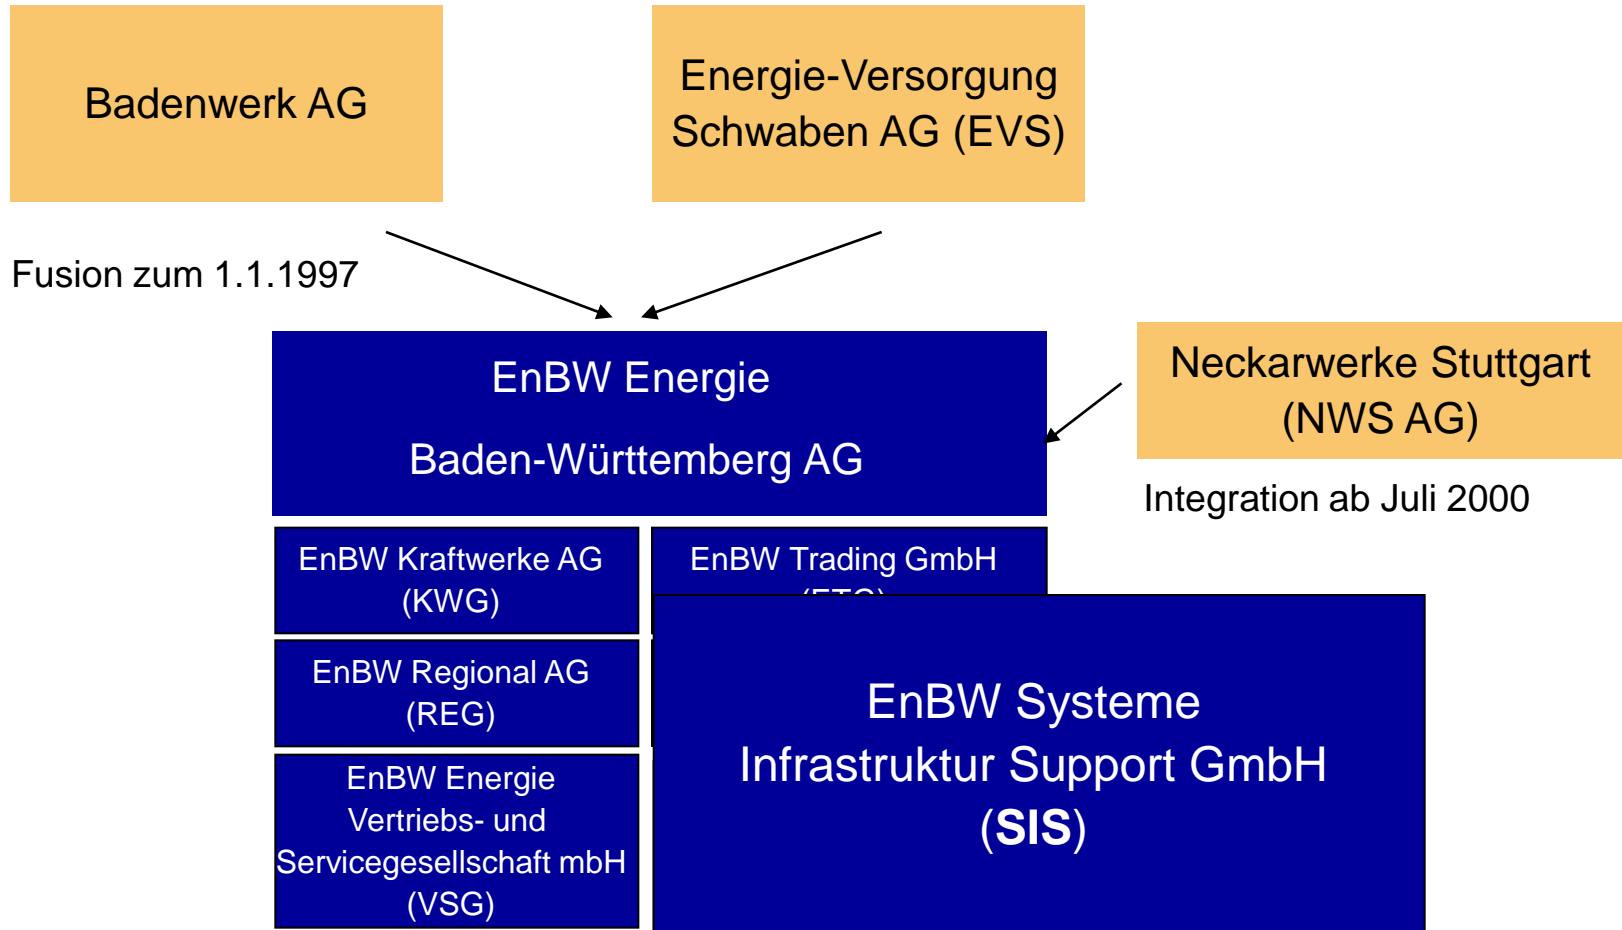 Badenwerk AG
Energie-Versorgung
Schwaben AG (EVS)
Fusion zum 1.1.1997
EnBW Energie
Baden-Württemberg AG
Neckarwerke Stuttgart
(NWS AG)
Integration ab Juli 2000
EnBW Kraftwerke AG
(KWG)
EnBW Trading GmbH
EnBW Regional AG
(REG)
EnBW Energie
Vertriebs- und
Servicegesellschaft mbH
(VSG)
EnBW Systeme
Infrastruktur Support GmbH
(SIS)